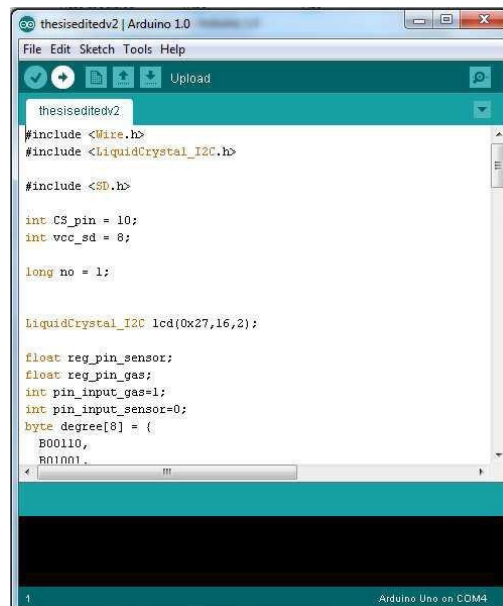 thesiseditedv2 | Arduino 1.0
File Edit Sketch Tools Help
Upload
thesiseditedv2
#include <Wire.h>
#include <LiquidCrystal_I2C.h>
#include <SD.h>
int CS_pin = 10;
int vcc_sd = 8;
long no = 1;
LiquidCrystal_I2C lcd(0x27,16,2);
float reg_pin_sensor;
float reg_pin_gas;
int pin_input_gas=1;
int pin_input_sensor=0;
byte degree[8] = {
B00110,
B01001,
1
Arduino Uno on COM4